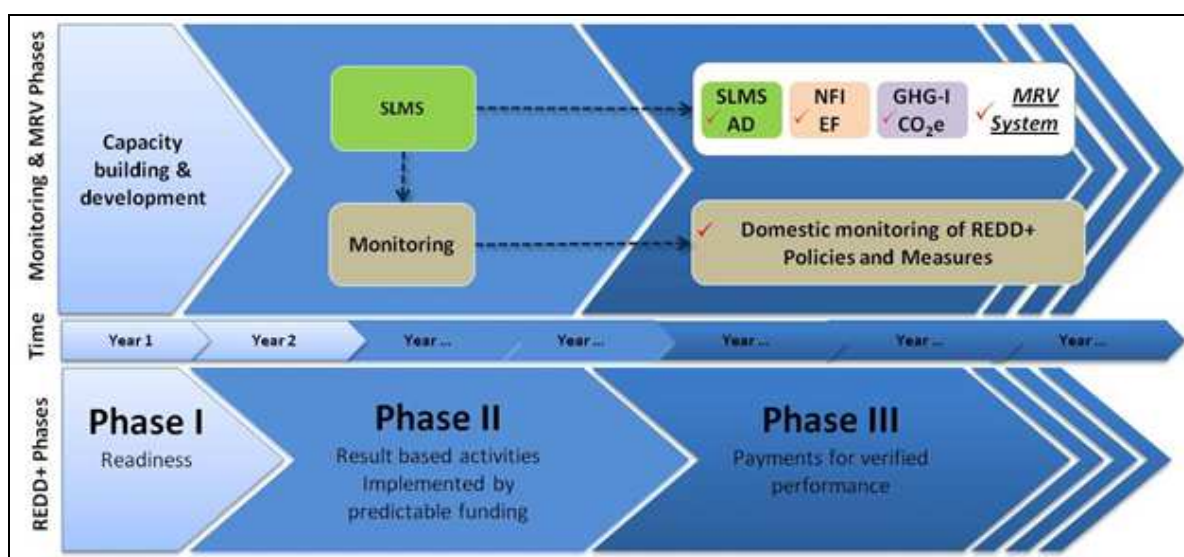 Monitoring & MRV Phases
Capacity
building &
development
SLMS
Monitoring
SLMS
✓ AD
NFI
✓ EF
GHG-I
✓ CO₂e
✓ MRV
System
✓ Domestic monitoring of REDD+
Policies and Measures
Time
Year 1
Year 2
Year ...
Year ...
Year ...
Year ...
Year ...
REDD+ Phases
Phase I
Readiness
Phase II
Result based activities
Implemented by
predictable funding
Phase III
Payments for verified
performance